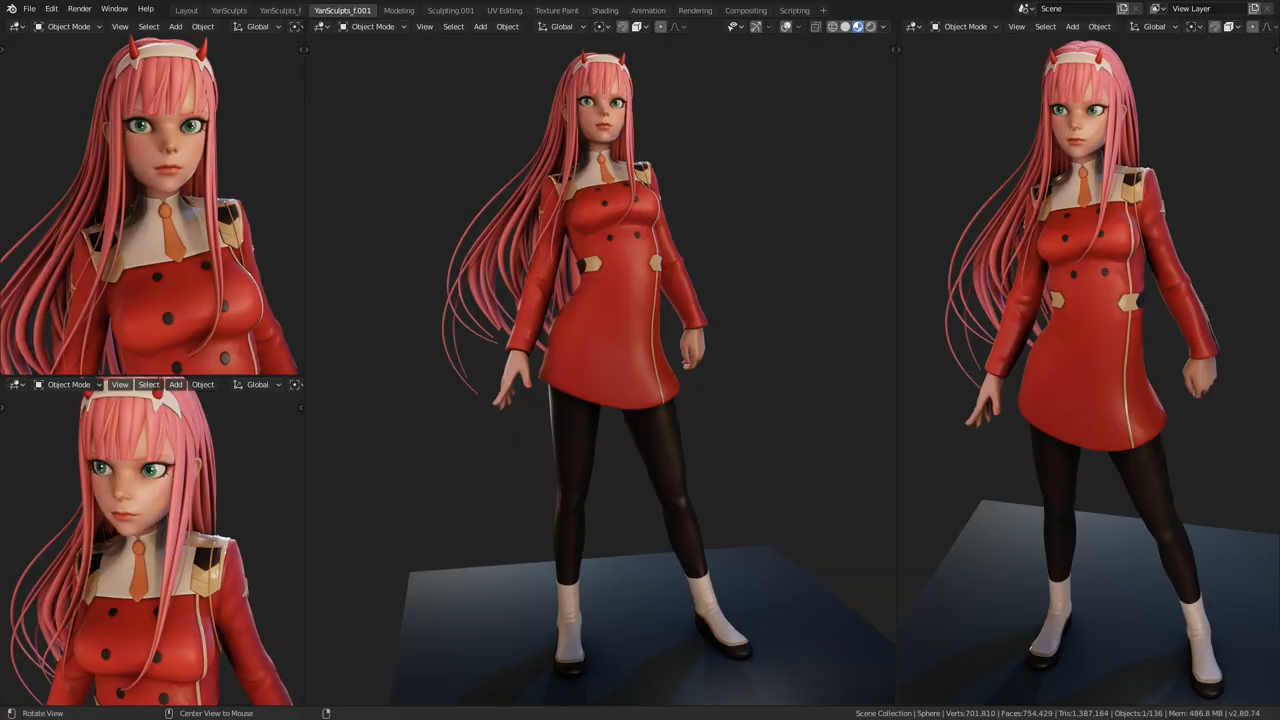 File Edit Render Window Help
Layout YanSculpts YanSculpts_f YanSculpts_f.001 Modeling Sculpting.001 UV Editing Texture Paint Shading Animation Rendering Compositing Scripting +
Scene View Layer
Object Mode View Select Add Object Global
Object Mode View Select Add Object Global
Object Mode View Select Add Object Global
Object Mode View Select Add Object Global
Rotate View Center View to Mouse
Scene Collection | Sphere | Verts:701,810 | Faces:754,429 | Tris:1,387,164 | Objects:1/136 | Mem: 486.8 MB | v2.80.74